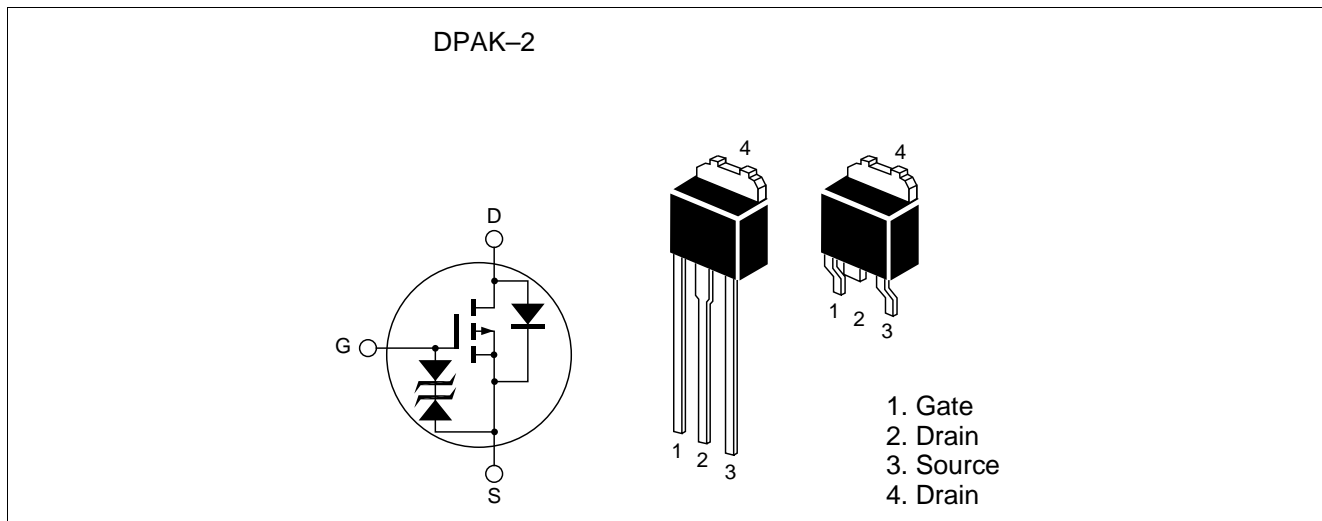 DPAK–2
4
4
D
G
S
1
2
3
1
2
3
1. Gate
2. Drain
3. Source
4. Drain